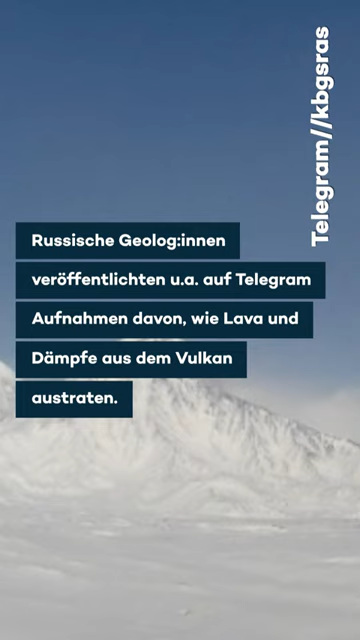 Telegram//kbgsras
Russische Geolog:innen
veröffentlichten u.a. auf Telegram
Aufnahmen davon, wie Lava und
Dämpfe aus dem Vulkan
austraten.